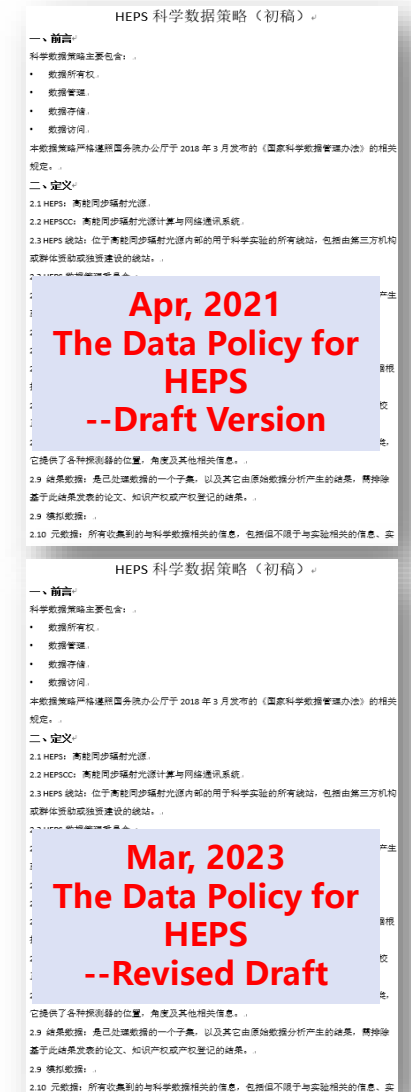 HEPS 科学数据策略（初稿）
一、前言
科学数据策略主要包含：
• 数据所有权
• 数据管理
• 数据存储
• 数据访问
本数据策略严格遵照国务院办公厅于 2018 年 3 月发布的《国家科学数据管理办法》的相关
规定。
二、定义
2.1 HEPS：高能同步辐射光源
2.2 HEPSCC：高能同步辐射光源计算与网络通讯系统
2.3 HEPS 线站：位于高能同步辐射光源内部的用于科学实验的所有线站，包括由第三方机构
或群体资助或独资建设的线站。
产生
Apr, 2021
The Data Policy for
HEPS
--Draft Version
据根
校
它提供了各种探测器的位置，角度及其他相关信息。
2.9 结果数据：是已处理数据的一个子集，以及其它由原始数据分析产生的结果，需排除
基于此结果发表的论文、知识产权或产权登记的结果。
2.9 模拟数据：
2.10 元数据：所有收集到的与科学数据相关的信息，包括但不限于与实验相关的信息、实
HEPS 科学数据策略（初稿）
一、前言
科学数据策略主要包含：
• 数据所有权
• 数据管理
• 数据存储
• 数据访问
本数据策略严格遵照国务院办公厅于 2018 年 3 月发布的《国家科学数据管理办法》的相关
规定。
二、定义
2.1 HEPS：高能同步辐射光源
2.2 HEPSCC：高能同步辐射光源计算与网络通讯系统
2.3 HEPS 线站：位于高能同步辐射光源内部的用于科学实验的所有线站，包括由第三方机构
或群体资助或独资建设的线站。
产生
Mar, 2023
The Data Policy for
HEPS
--Revised Draft
据根
校
它提供了各种探测器的位置，角度及其他相关信息。
2.9 结果数据：是已处理数据的一个子集，以及其它由原始数据分析产生的结果，需排除
基于此结果发表的论文、知识产权或产权登记的结果。
2.9 模拟数据：
2.10 元数据：所有收集到的与科学数据相关的信息，包括但不限于与实验相关的信息、实